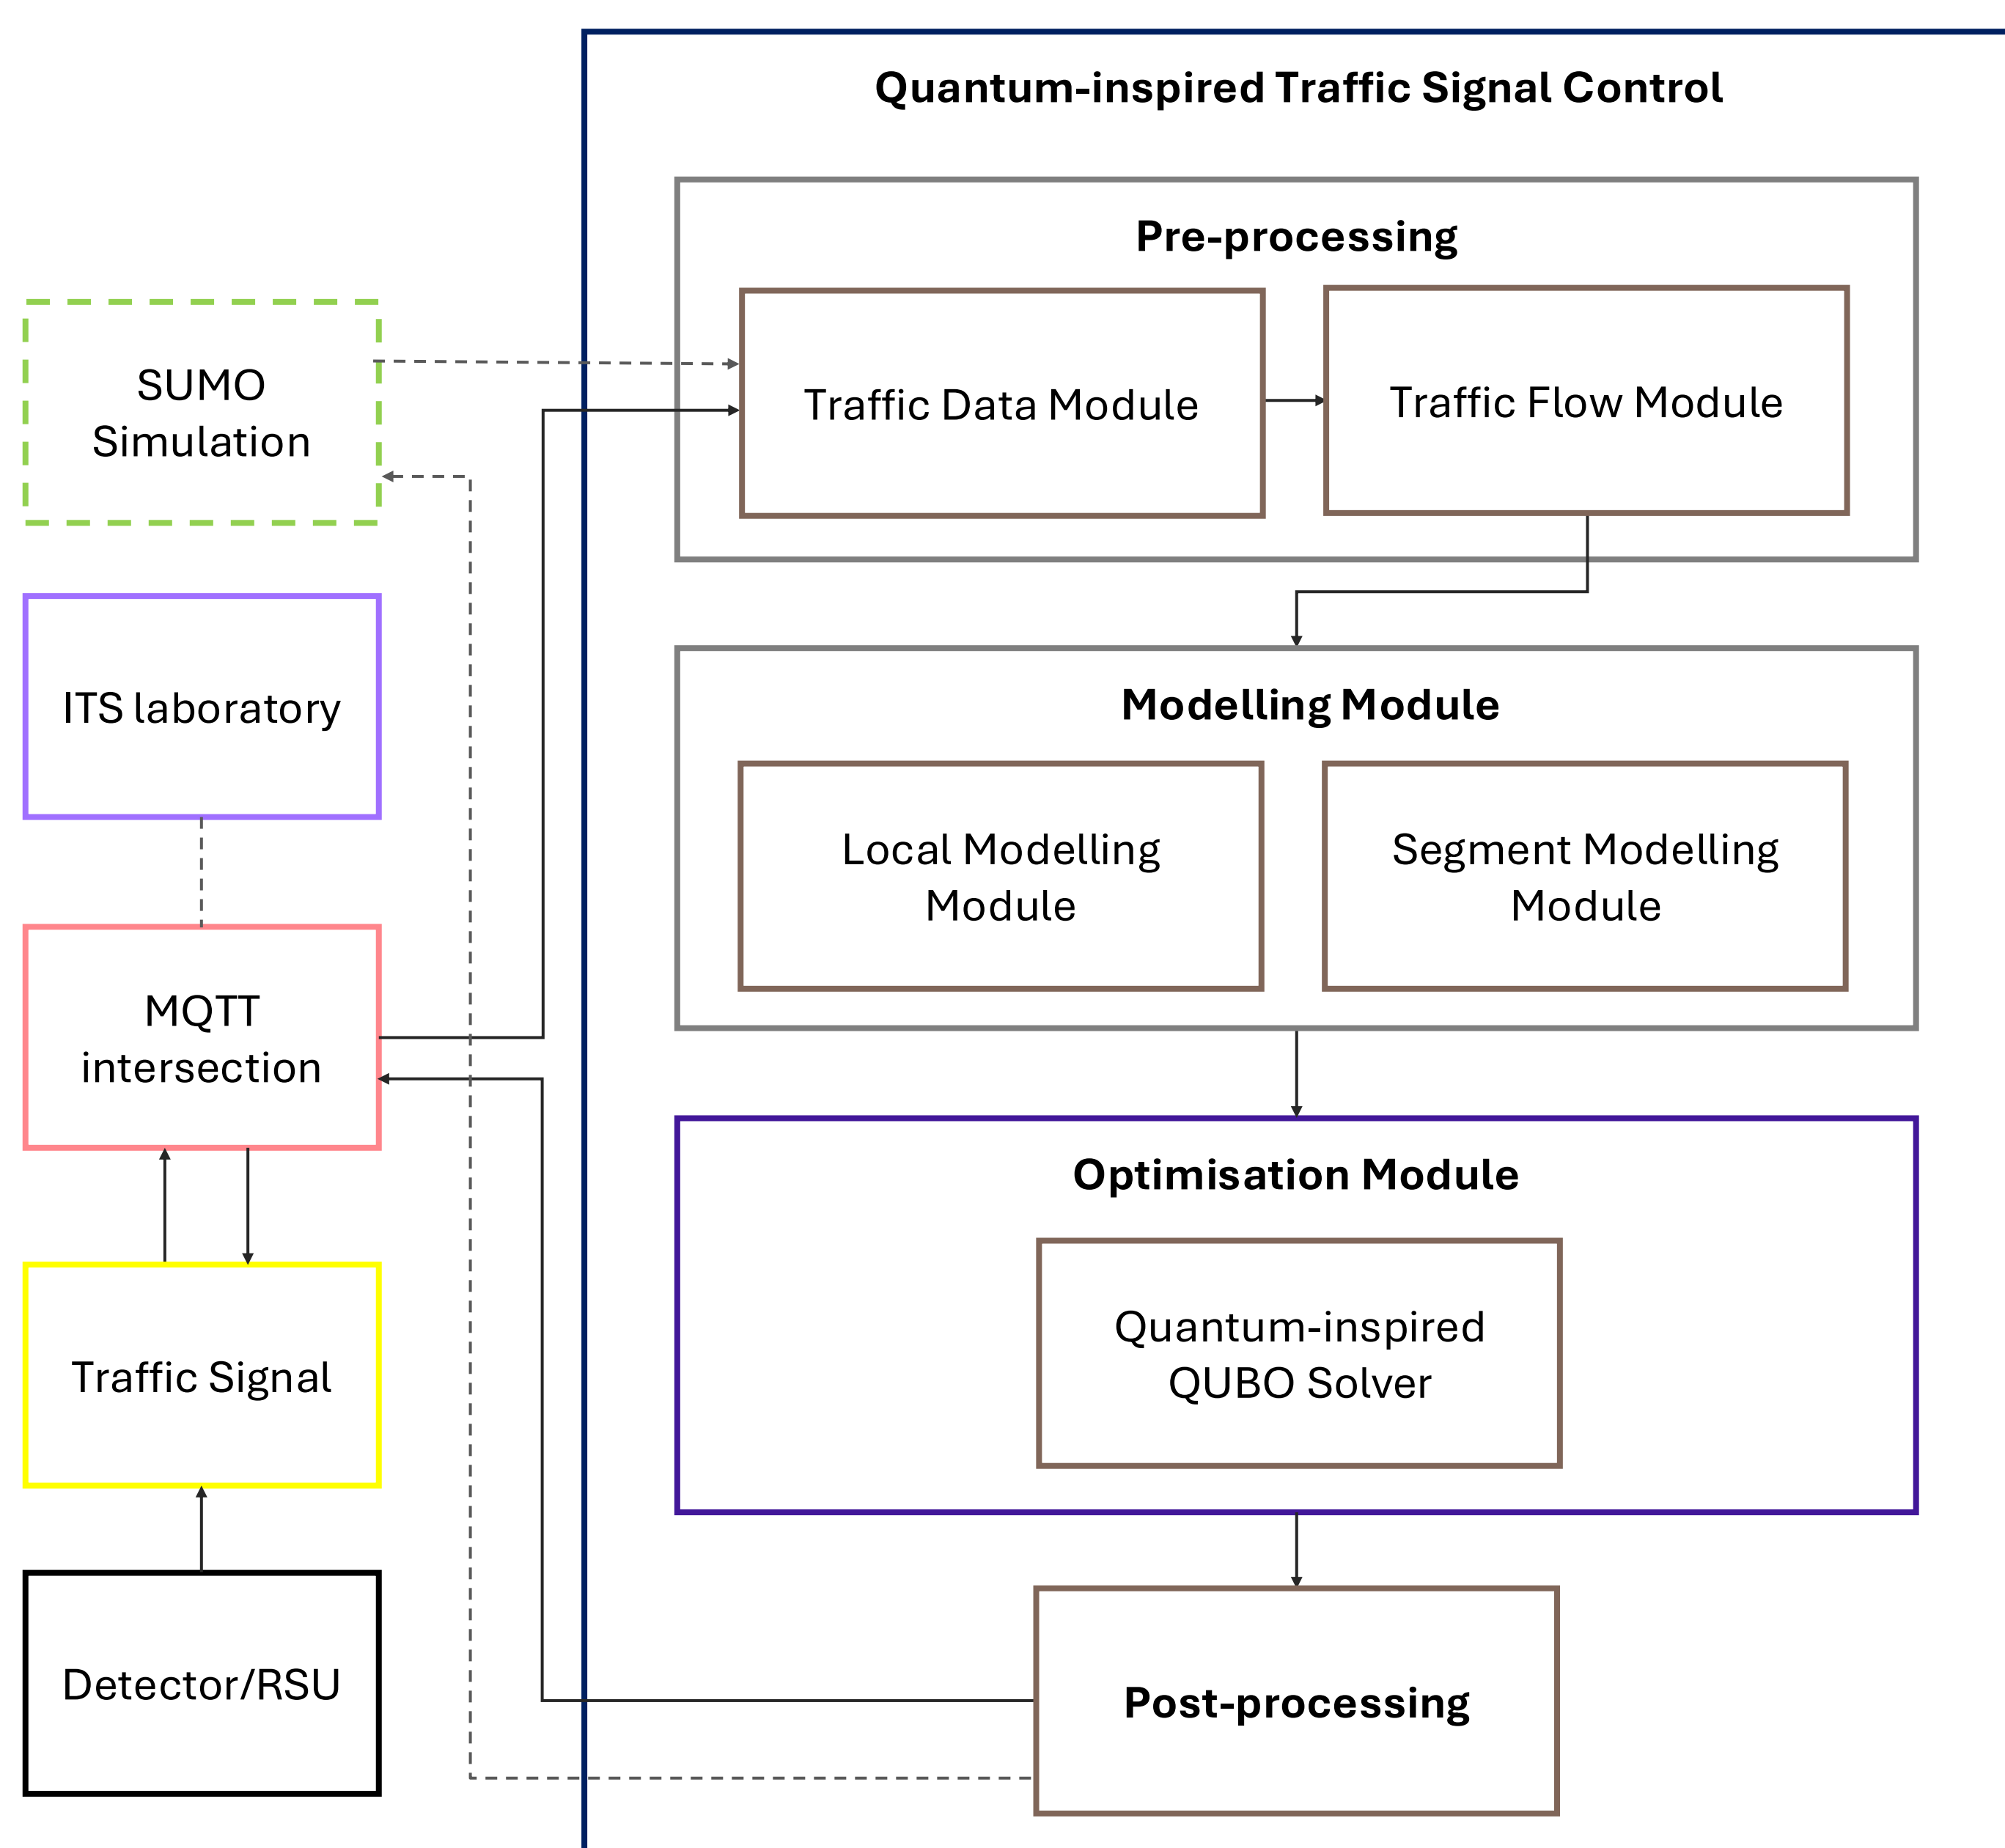 Quantum-inspired Traffic Signal Control
Pre-processing
Traffic Data Module
Traffic Flow Module
SUMO
Simulation
ITS laboratory
Modelling Module
Local Modelling
Module
Segment Modelling
Module
MQTT
intersection
Optimisation Module
Quantum-inspired
QUBO Solver
Traffic Signal
Detector/RSU
Post-processing